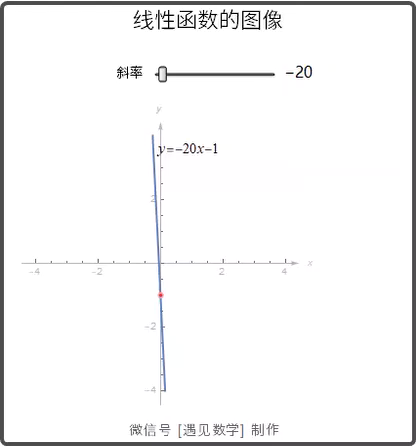 线性函数的图像
斜率 -20
y
y=-20x-1
2
-4 -2 2 4 x
-2
-4
微信号 [遇见数学] 制作